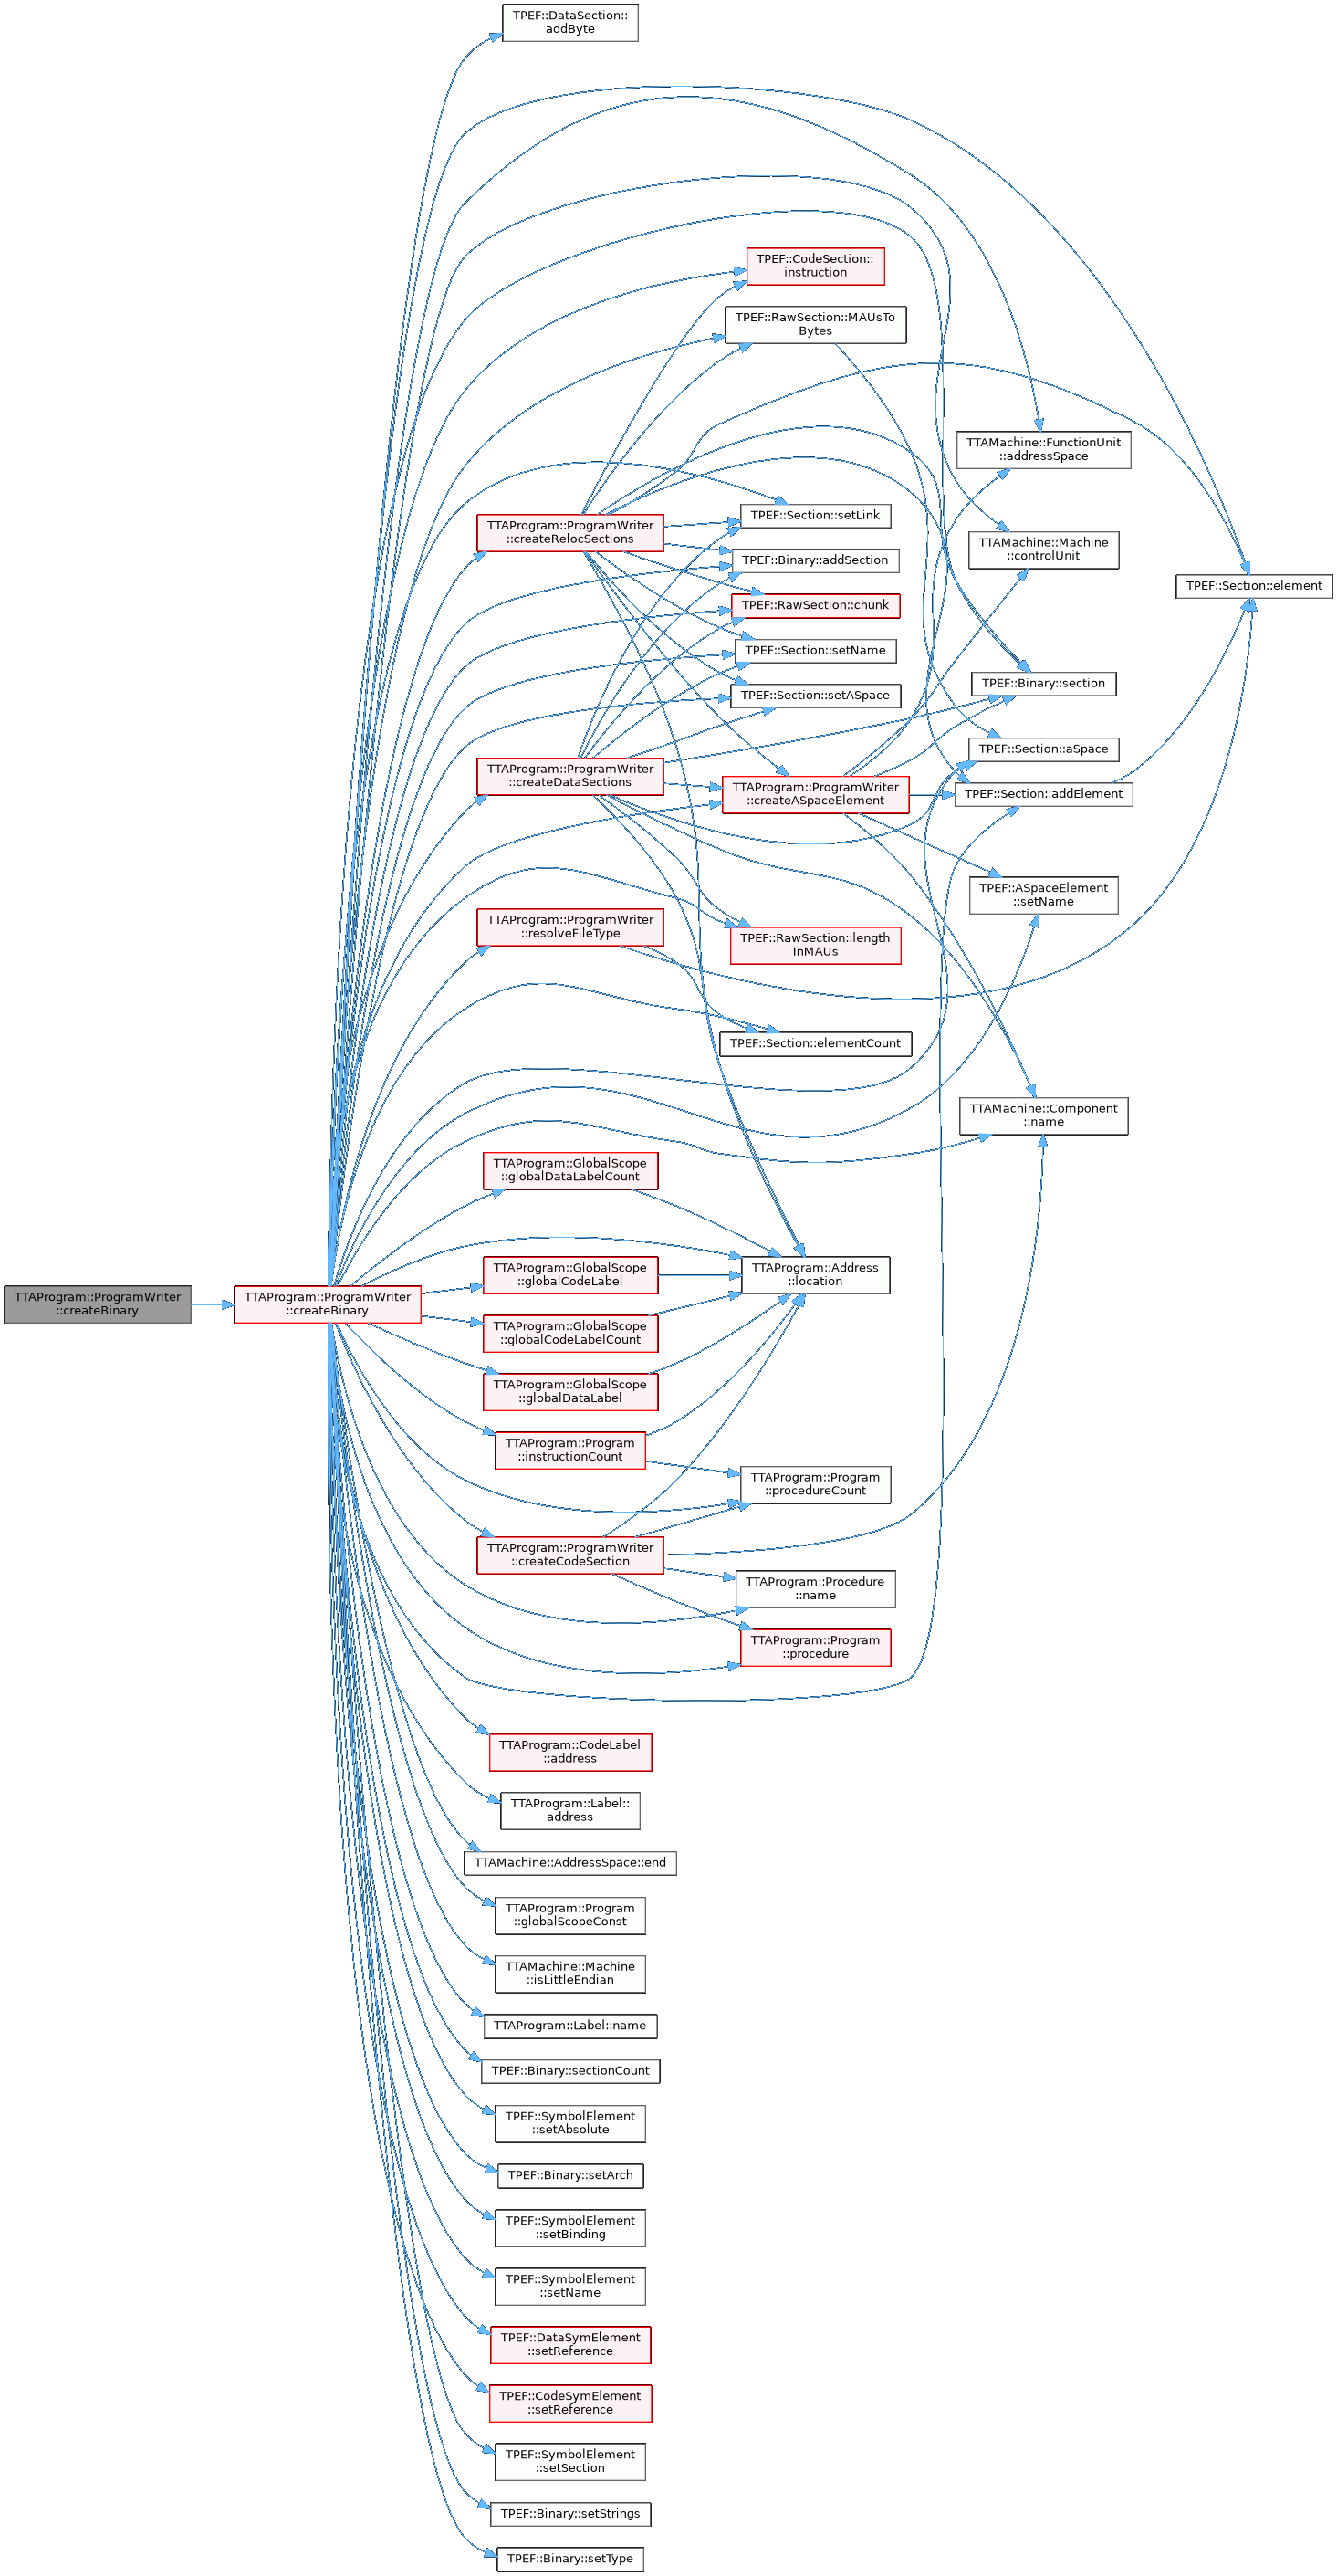 TPEF::DataSection::
addByte
TPEF::CodeSection::
instruction
TPEF::RawSection::MAUsTo
Bytes
TTAMachine::FunctionUnit
::addressSpace
TPEF::Section::setLink
TTAProgram::ProgramWriter
::createRelocSections
TTAMachine::Machine
::controlUnit
TPEF::Binary::addSection
TPEF::Section::element
TPEF::RawSection::chunk
TPEF::Section::setName
TPEF::Binary::section
TPEF::Section::setASpace
TPEF::Section::aSpace
TTAProgram::ProgramWriter
::createDataSections
TTAProgram::ProgramWriter
::createASpaceElement
TPEF::Section::addElement
TPEF::ASpaceElement
::setName
TTAProgram::ProgramWriter
::resolveFileType
TPEF::RawSection::length
InMAUs
TPEF::Section::elementCount
TTAMachine::Component
::name
TTAProgram::GlobalScope
::globalDataLabelCount
TTAProgram::GlobalScope
::globalCodeLabel
TTAProgram::Address
::location
TTAProgram::ProgramWriter
::createBinary
TTAProgram::ProgramWriter
::createBinary
TTAProgram::GlobalScope
::globalCodeLabelCount
TTAProgram::GlobalScope
::globalDataLabel
TTAProgram::Program
::instructionCount
TTAProgram::Program
::procedureCount
TTAProgram::ProgramWriter
::createCodeSection
TTAProgram::Procedure
::name
TTAProgram::Program
::procedure
TTAProgram::CodeLabel
::address
TTAProgram::Label::
address
TTAMachine::AddressSpace::end
TTAProgram::Program
::globalScopeConst
TTAMachine::Machine
::isLittleEndian
TTAProgram::Label::name
TPEF::Binary::sectionCount
TPEF::SymbolElement
::setAbsolute
TPEF::Binary::setArch
TPEF::SymbolElement
::setBinding
TPEF::SymbolElement
::setName
TPEF::DataSymElement
::setReference
TPEF::CodeSymElement
::setReference
TPEF::SymbolElement
::setSection
TPEF::Binary::setStrings
TPEF::Binary::setType